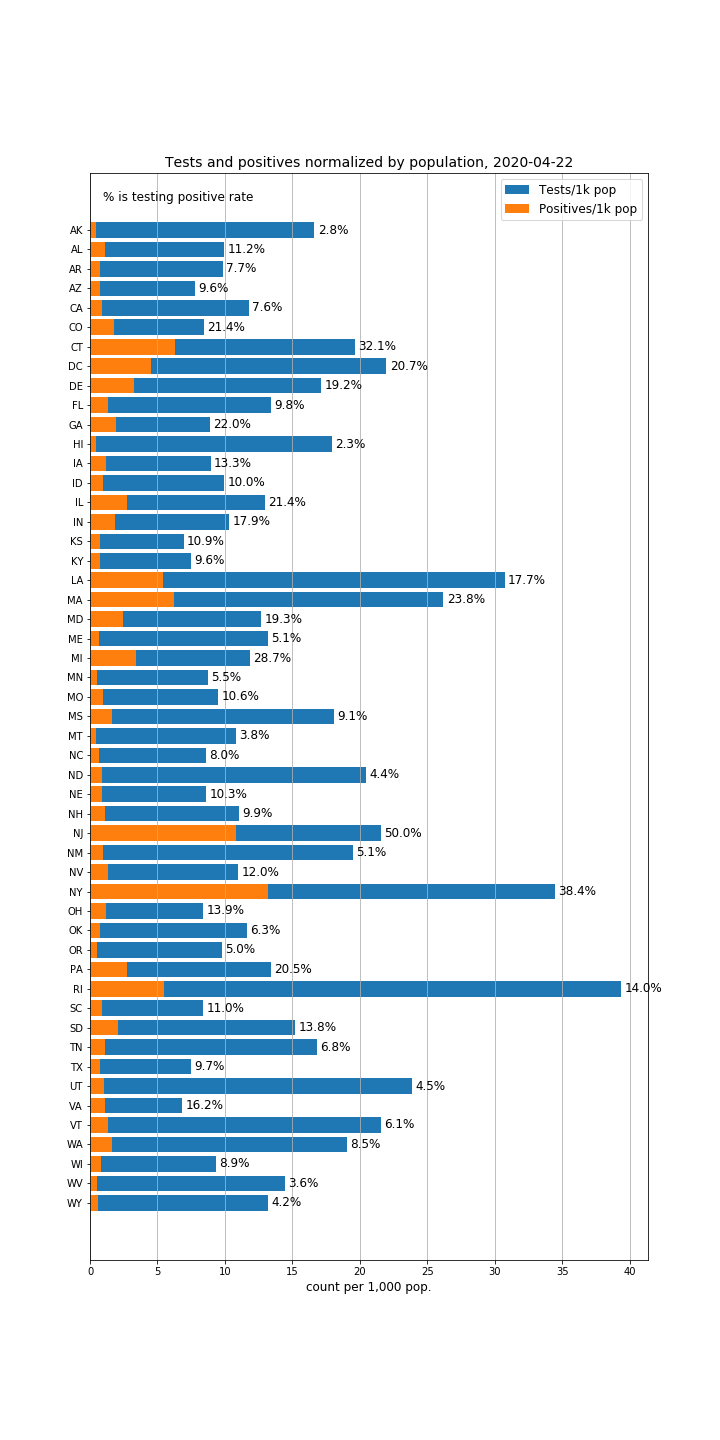 Tests and positives normalized by population, 2020-04-22
% is testing positive rate
Tests/1k pop
Positives/1k pop
AK 2.8%
AL 11.2%
AR 7.7%
AZ 9.6%
CA 7.6%
CO 21.4%
CT 32.1%
DC 20.7%
DE 19.2%
FL 9.8%
GA 22.0%
HI 2.3%
IA 13.3%
ID 10.0%
IL 21.4%
IN 17.9%
KS 10.9%
KY 9.6%
LA 17.7%
MA 23.8%
MD 19.3%
ME 5.1%
MI 28.7%
MN 5.5%
MO 10.6%
MS 9.1%
MT 3.8%
NC 8.0%
ND 4.4%
NE 10.3%
NH 9.9%
NJ 50.0%
NM 5.1%
NV 12.0%
NY 38.4%
OH 13.9%
OK 6.3%
OR 5.0%
PA 20.5%
RI 14.0%
SC 11.0%
SD 13.8%
TN 6.8%
TX 9.7%
UT 4.5%
VA 16.2%
VT 6.1%
WA 8.5%
WI 8.9%
WV 3.6%
WY 4.2%
0 5 10 15 20 25 30 35 40
count per 1,000 pop.